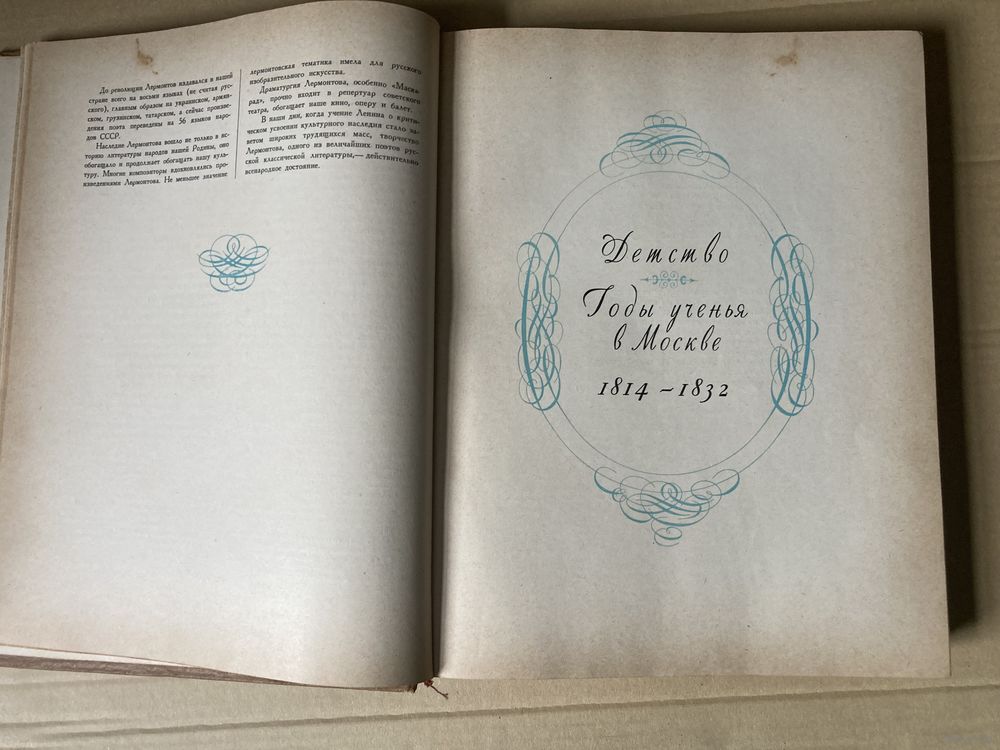 До революции Лермонтов издавался в нашей
стране всего на восьми языках (не считая рус-
ского), главным образом на украинском, армян-
ском, грузинском, татарском, а сейчас произве-
дения поэта переведены на 56 языков наро-
дов СССР.
Наследие Лермонтова вошло не только в ис-
торию литературы народов нашей Родины, оно
обогащало и продолжает обогащать нашу куль-
туру. Многие композиторы вдохновлялись про-
изведениями Лермонтова. Не меньшее значение
лермонтовская тематика имела для русского
изобразительного искусства.
Драматургия Лермонтова, особенно «Маска-
рад», прочно входит в репертуар советского
театра, обогащает наше кино, оперу и балет.
В наши дни, когда учение Ленина о крити-
ческом усвоении культурного наследия стало за-
ветом широких трудящихся масс, творчество
Лермонтова, одного из величайших поэтов рус-
ской классической литературы,— действительно
всенародное достояние.
Детство
Годы ученья
в Москве
1814 – 1832